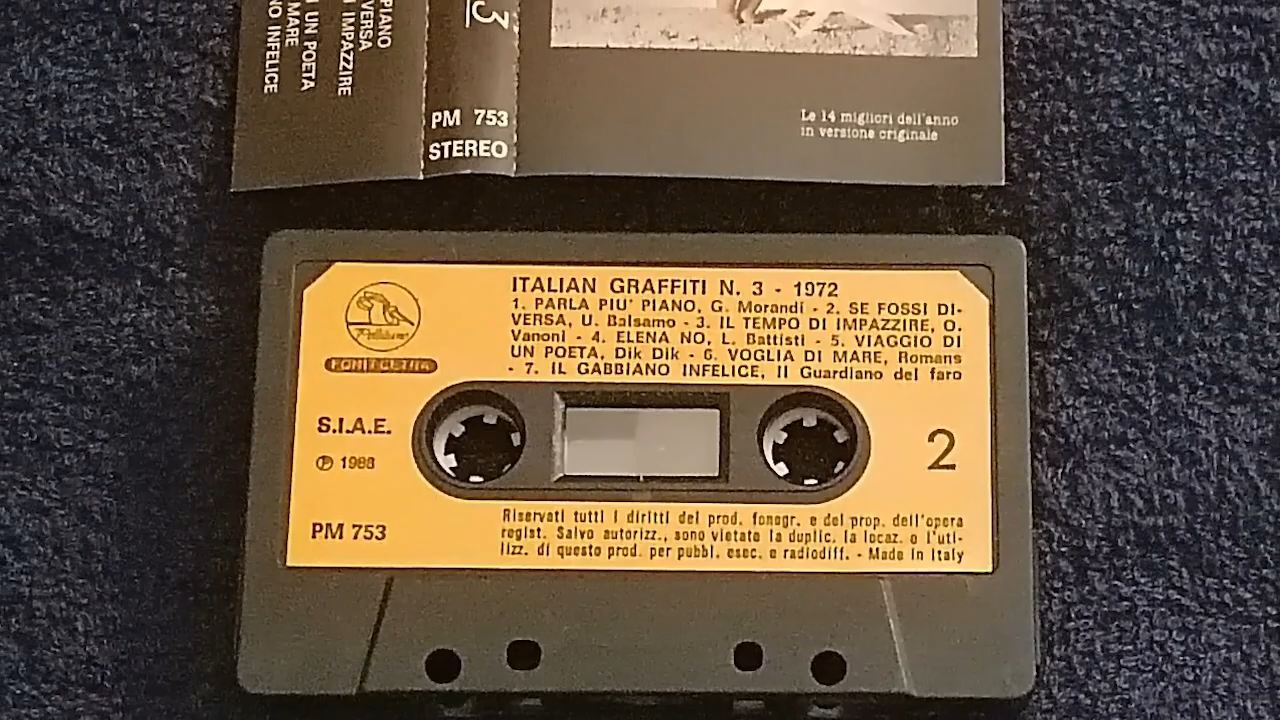 PIANO
VERSA
I IMPAZZIRE
I UN POETA
MARE
NO INFELICE
3
PM 753
STEREO
Le 14 migliori dell'anno
in versione originale
ITALIAN GRAFFITI N. 3 - 1972
1. PARLA PIU' PIANO, G. Morandi - 2. SE FOSSI DI-
VERSA, U. Balsamo - 3. IL TEMPO DI IMPAZZIRE, O.
Vanoni - 4. ELENA NO, L. Battisti - 5. VIAGGIO DI
UN POETA, Dik Dik - 6. VOGLIA DI MARE, Romans
- 7. IL GABBIANO INFELICE, Il Guardiano del faro
FONIT CETRA
S.I.A.E.
℗ 1988
2
PM 753
Riservati tutti i diritti del prod. fonogr. e del prop. dell'opera
regist. Salvo autorizz., sono vietate la duplic. la locaz. o l'uti-
lizz. di questo prod. per pubbl. esec. e radiodiff. - Made in Italy